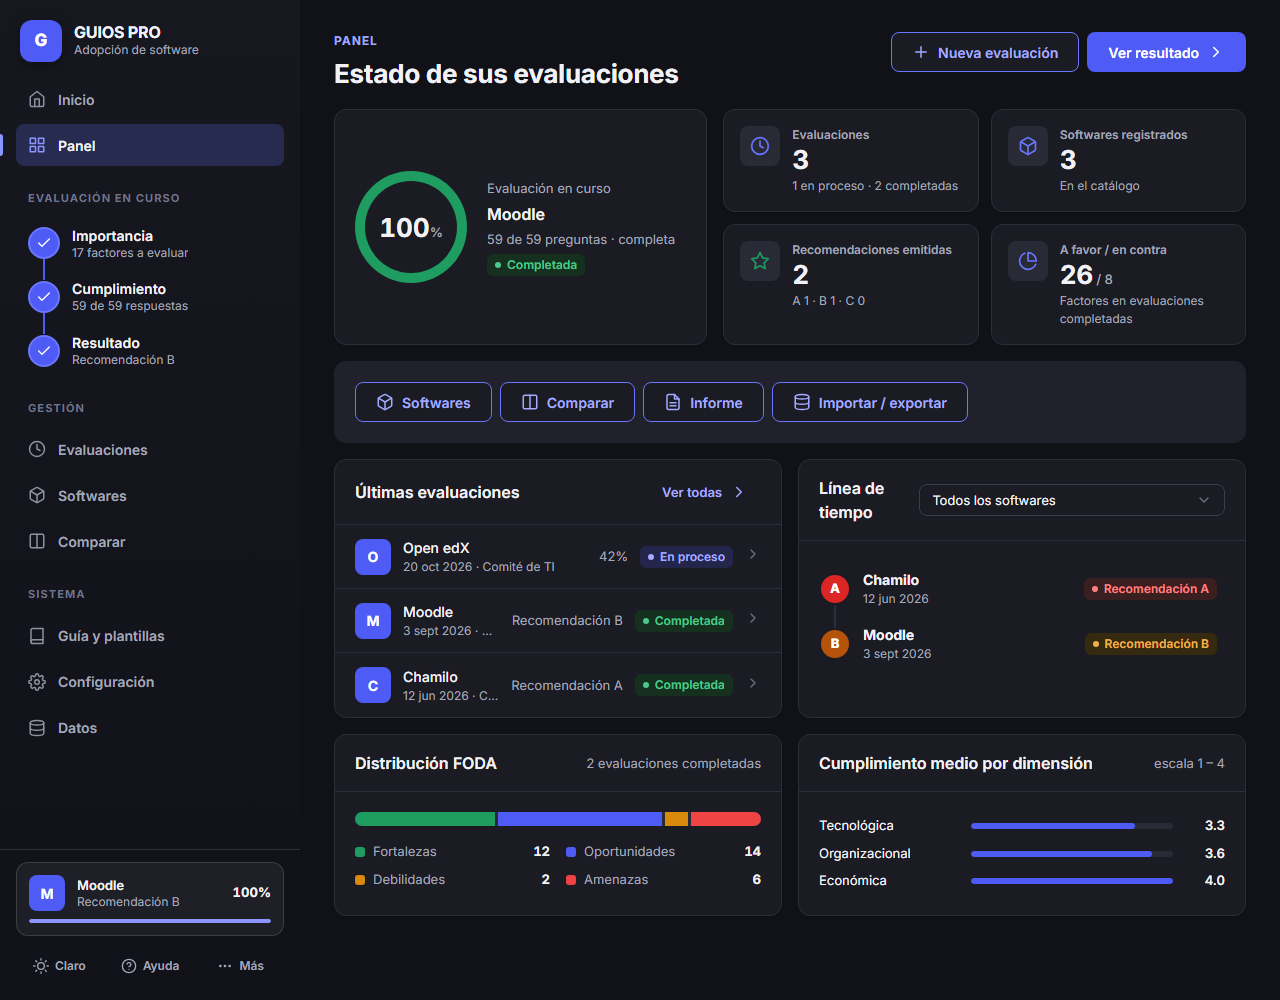 G
GUIOS PRO
Adopción de software
Inicio
Panel
EVALUACIÓN EN CURSO
Importancia
17 factores a evaluar
Cumplimiento
59 de 59 respuestas
Resultado
Recomendación B
GESTIÓN
Evaluaciones
Softwares
Comparar
SISTEMA
Guía y plantillas
Configuración
Datos
M
Moodle
Recomendación B
100%
Claro
Ayuda
Más
PANEL
Estado de sus evaluaciones
Nueva evaluación
Ver resultado
100%
Evaluación en curso
Moodle
59 de 59 preguntas · completa
Completada
Evaluaciones
3
1 en proceso · 2 completadas
Softwares registrados
3
En el catálogo
Recomendaciones emitidas
2
A 1 · B 1 · C 0
A favor / en contra
26 / 8
Factores en evaluaciones
completadas
Softwares
Comparar
Informe
Importar / exportar
Últimas evaluaciones
Ver todas
O
Open edX
20 oct 2026 · Comité de TI
42%
En proceso
M
Moodle
3 sept 2026 · ...
Recomendación B
Completada
C
Chamilo
12 jun 2026 · C...
Recomendación A
Completada
Línea de
tiempo
Todos los softwares
A
Chamilo
12 jun 2026
Recomendación A
B
Moodle
3 sept 2026
Recomendación B
Distribución FODA
2 evaluaciones completadas
Fortalezas 12
Oportunidades 14
Debilidades 2
Amenazas 6
Cumplimiento medio por dimensión
escala 1 – 4
Tecnológica 3.3
Organizacional 3.6
Económica 4.0